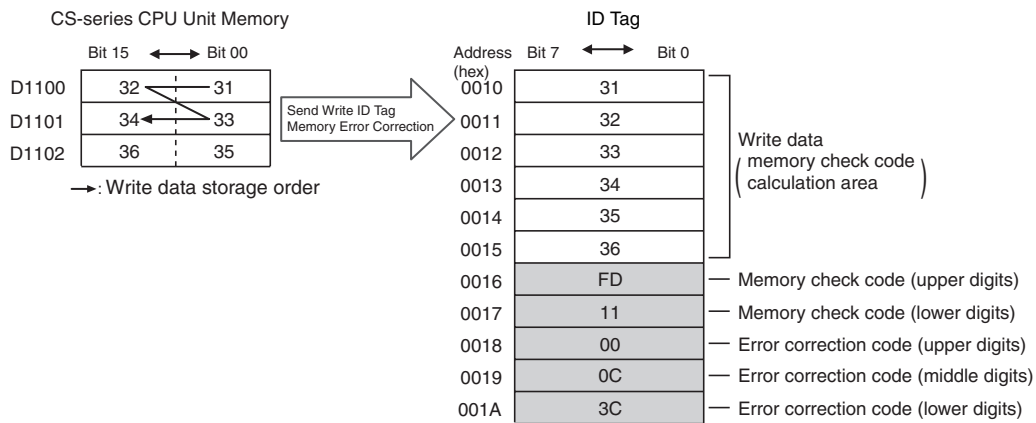 CS-series CPU Unit Memory
Bit 15 Bit 00
D1100 32 31
D1101 34 33
D1102 36 35
: Write data storage order
Send Write ID Tag
Memory Error Correction
ID Tag
Address
(hex)
Bit 7 Bit 0
0010 31
0011 32
0012 33
0013 34
0014 35
0015 36
0016 FD
0017 11
0018 00
0019 0C
001A 3C
Write data
( memory check code
calculation area )
Memory check code (upper digits)
Memory check code (lower digits)
Error correction code (upper digits)
Error correction code (middle digits)
Error correction code (lower digits)